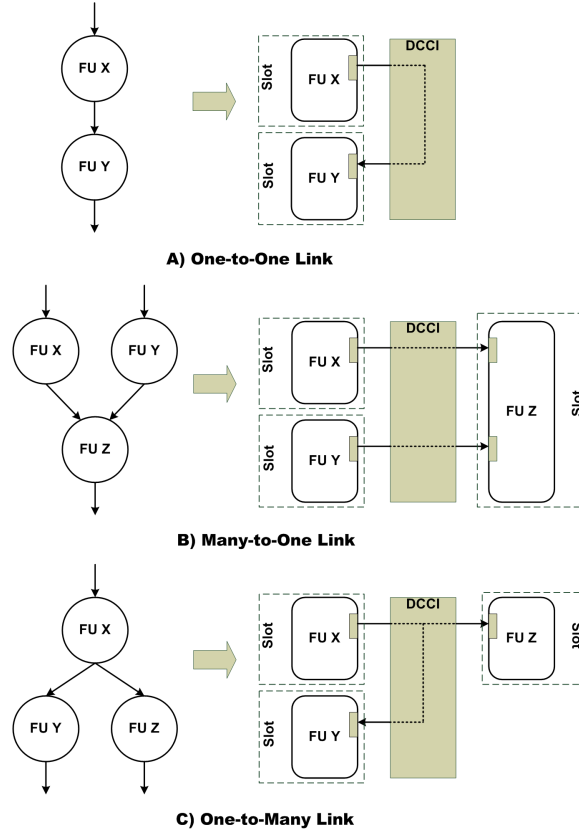 FU X
FU Y
Slot
FU X
Slot
FU Y
DCCI
A) One-to-One Link
FU X
FU Y
FU Z
Slot
FU X
Slot
FU Y
DCCI
FU Z
Slot
B) Many-to-One Link
FU X
FU Y
FU Z
Slot
FU X
Slot
FU Y
DCCI
FU Z
Slot
C) One-to-Many Link